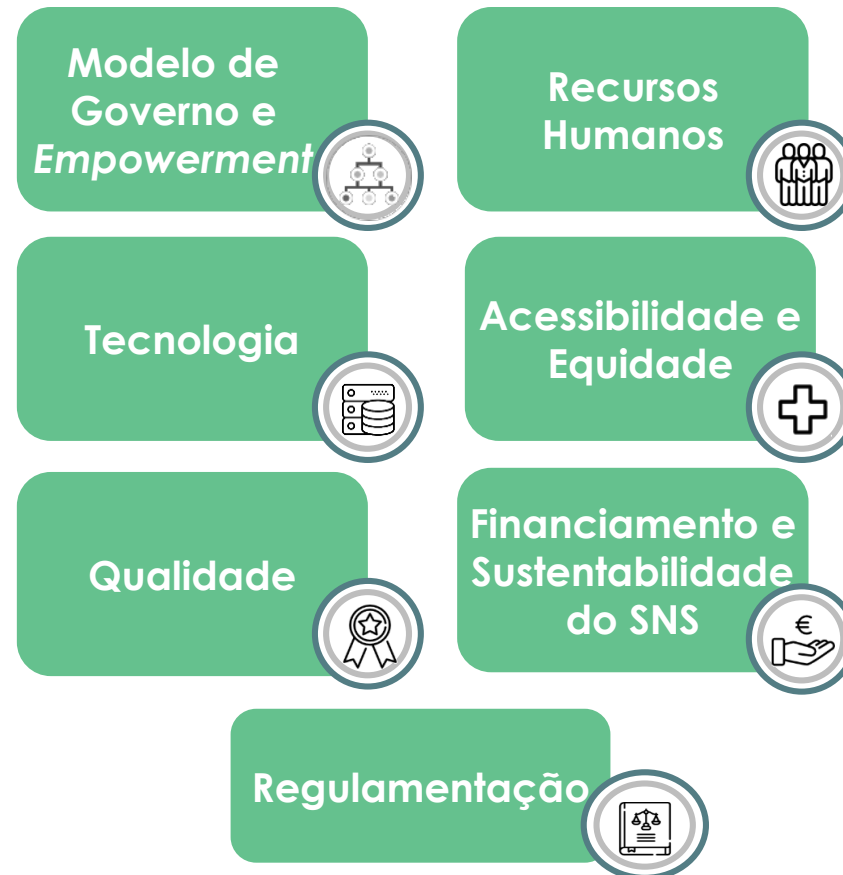 Modelo de
Governo e
Empowerment
Recursos
Humanos
Tecnologia
Acessibilidade e
Equidade
Qualidade
Financiamento e
Sustentabilidade
do SNS
€
Regulamentação